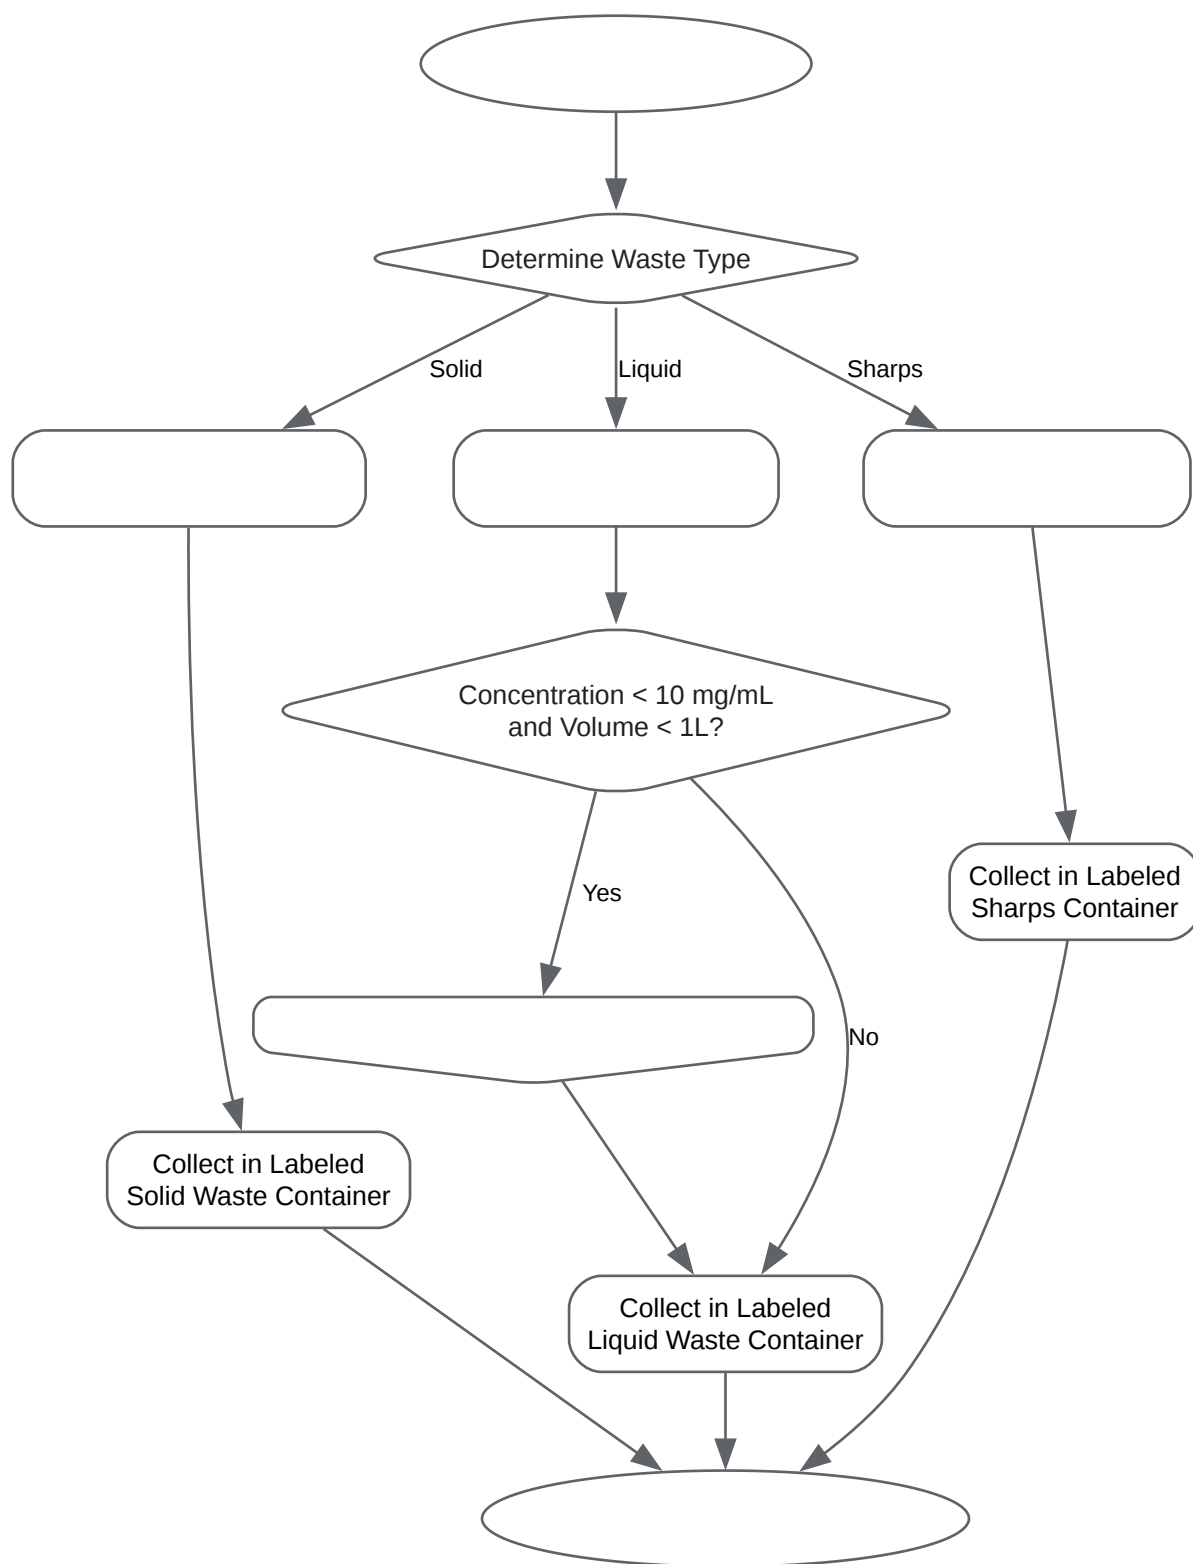 Determine Waste Type
Solid
Liquid
Sharps
Concentration < 10 mg/mL
and Volume < 1L?
Collect in Labeled
Sharps Container
Yes
No
Collect in Labeled
Solid Waste Container
Collect in Labeled
Liquid Waste Container